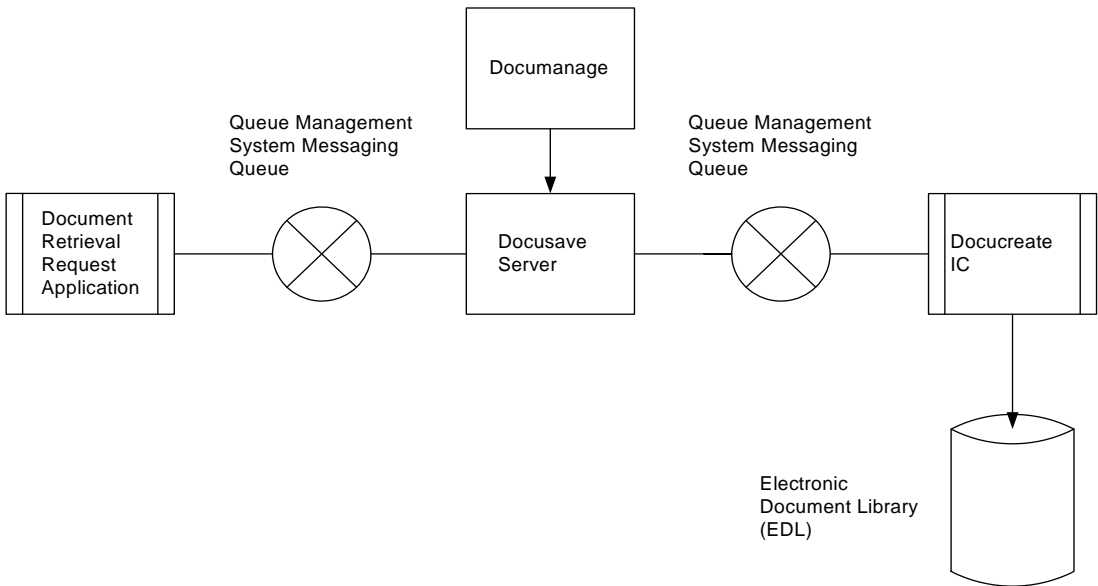 Documanage
Queue Management
System Messaging
Queue
Queue Management
System Messaging
Queue
Document
Retrieval
Request
Application
Docusave
Server
Docucreate
IC
Electronic
Document Library
(EDL)